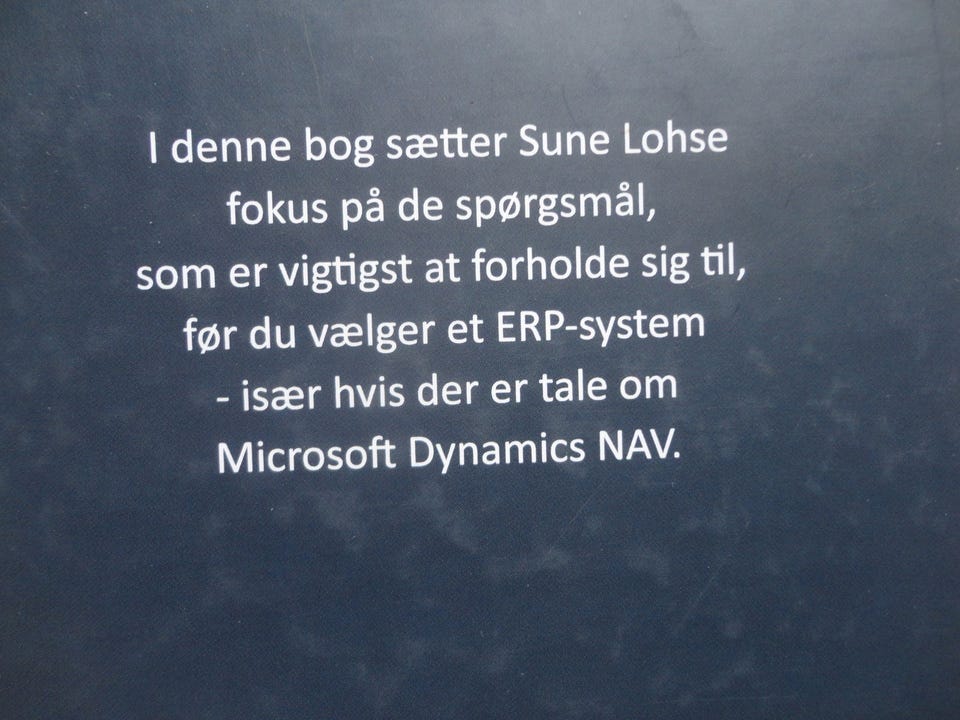 I denne bog sætter Sune Lohse
fokus på de spørgsmål,
som er vigtigst at forholde sig til,
før du vælger et ERP-system
- især hvis der er tale om
Microsoft Dynamics NAV.